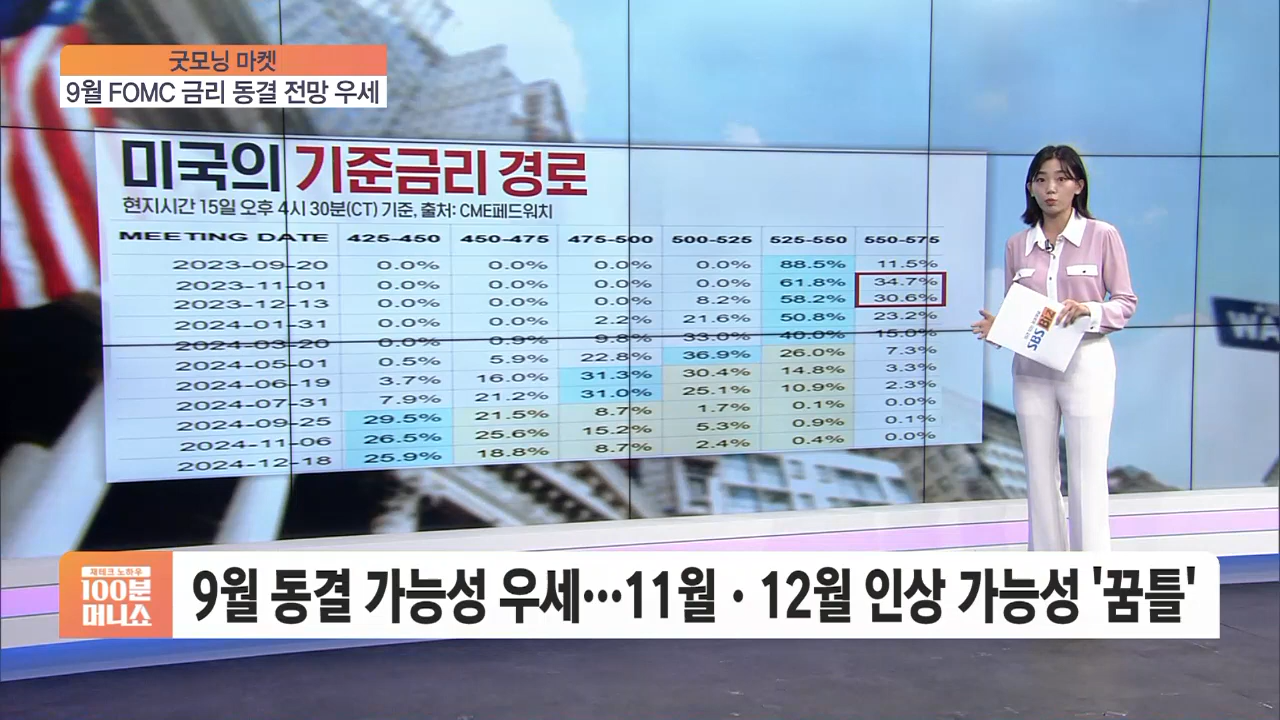 굿모닝 마켓
9월 FOMC 금리 동결 전망 우세
미국의 기준금리 경로
현지시간 15일 오후 4시 30분(CT) 기준, 출처: CME페드워치
MEETING DATE 425-450 450-475 475-500 500-525 525-550 550-575
2023-09-20 0.0% 0.0% 0.0% 0.0% 88.5% 11.5%
2023-11-01 0.0% 0.0% 0.0% 0.0% 61.8% 34.7%
2023-12-13 0.0% 0.0% 0.0% 8.2% 58.2% 30.6%
2024-01-31 0.0% 0.0% 2.2% 21.6% 50.8% 23.2%
2024-03-20 0.0% 0.9% 9.8% 33.0% 40.0% 15.0%
2024-05-01 0.5% 5.9% 22.8% 36.9% 26.0% 7.3%
2024-06-19 3.7% 16.0% 31.3% 30.4% 14.8% 3.3%
2024-07-31 7.9% 21.2% 31.0% 25.1% 10.9% 2.3%
2024-09-25 29.5% 21.5% 8.7% 1.7% 0.1% 0.0%
2024-11-06 26.5% 25.6% 15.2% 5.3% 0.9% 0.1%
2024-12-18 25.9% 18.8% 8.7% 2.4% 0.4% 0.0%
SBS Biz
WA
재테크 노하우
100분
머니쇼
9월 동결 가능성 우세…11월·12월 인상 가능성 '꿈틀'